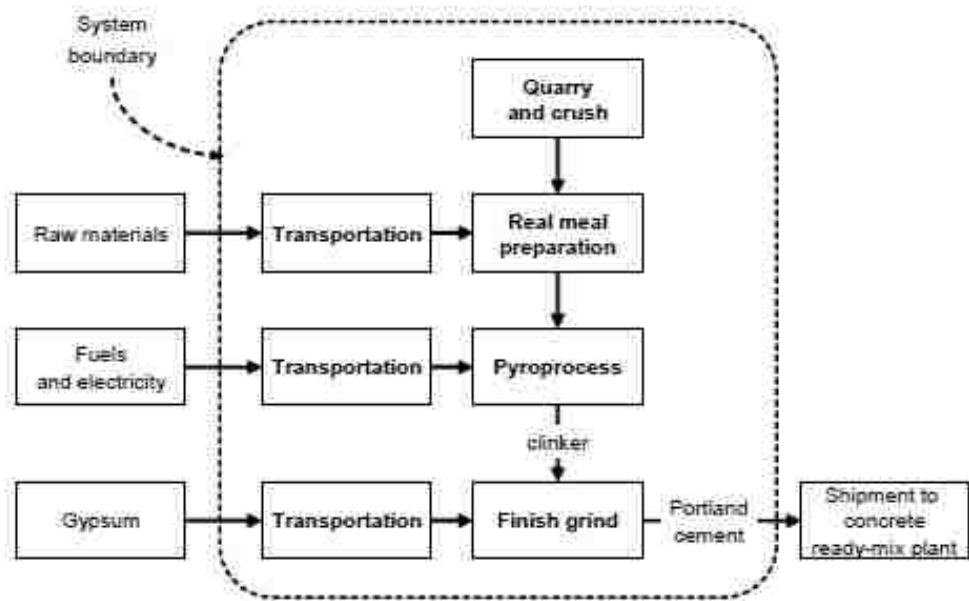 System
boundary
Quarry
and crush
Raw materials
Transportation
Real meal
preparation
Fuels
and electricity
Transportation
Pyroprocess
clinker
Gypsum
Transportation
Finish grind
Portland
cement
Shipment to
concrete
ready-mix plant